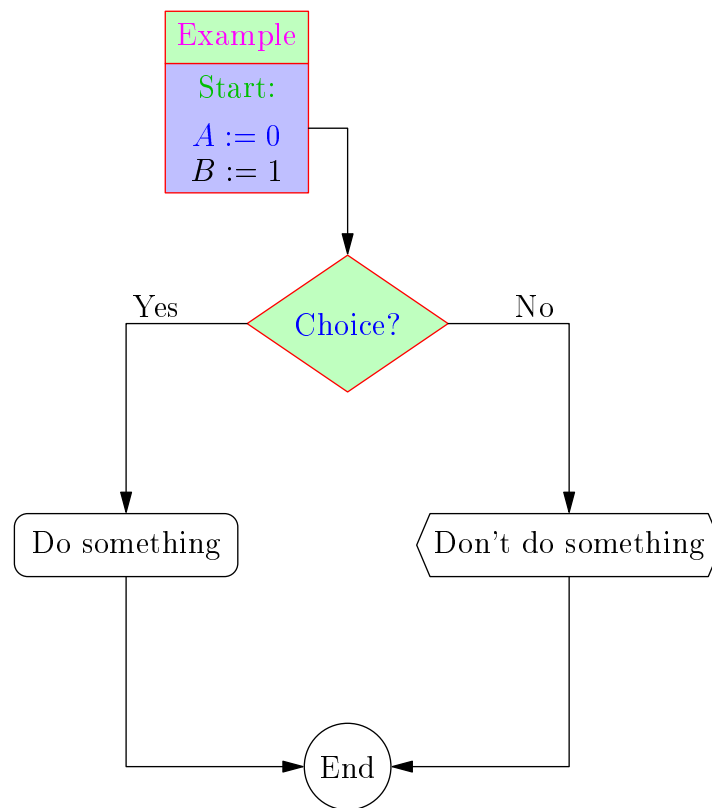 Example
Start:
A := 0
B := 1
Choice?
Yes
No
Do something
Don't do something
End